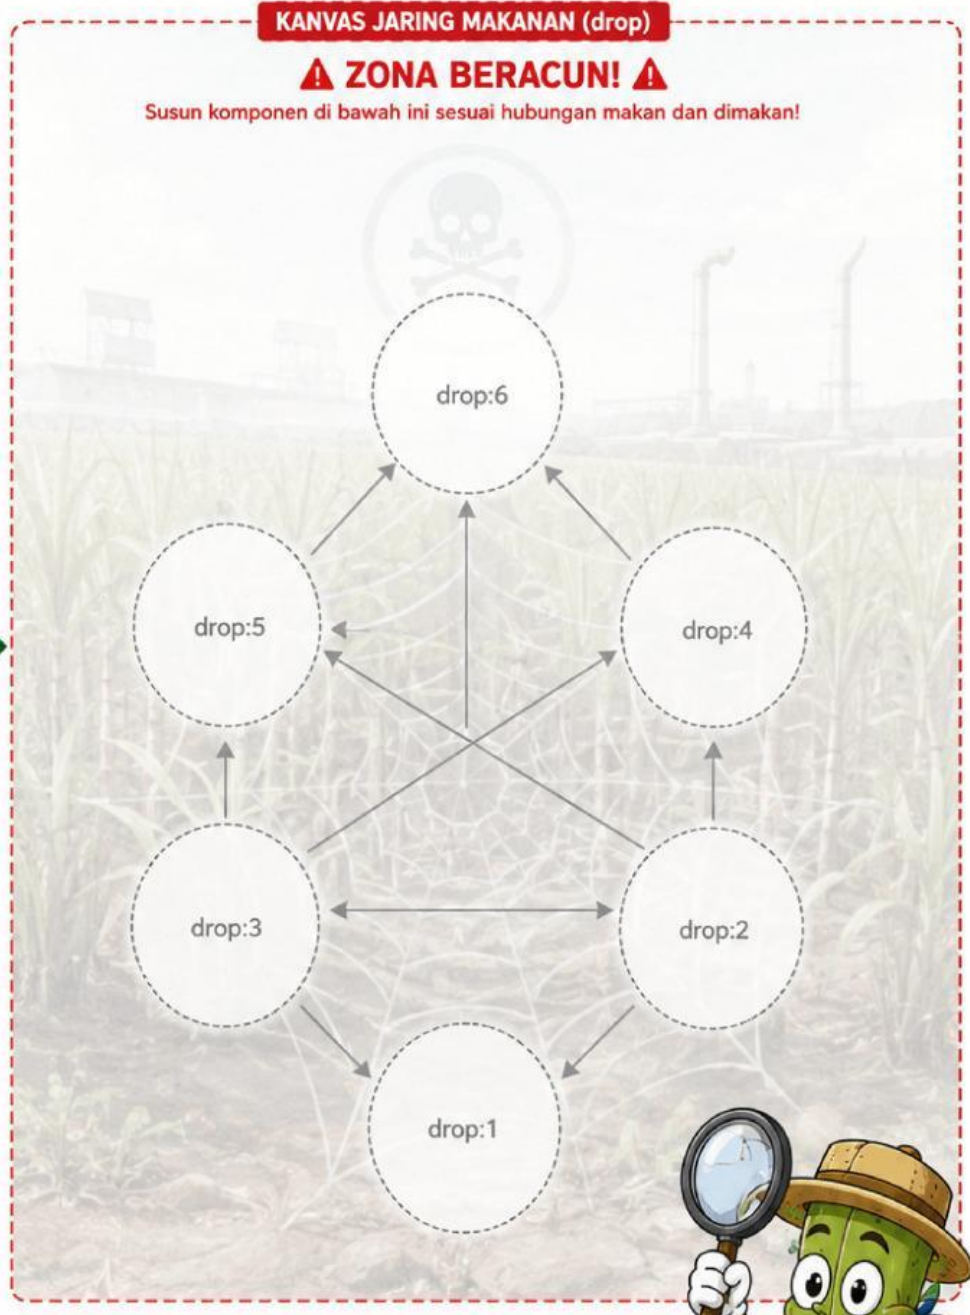 KANVAS JARING MAKANAN (drop)
ZONA BERACUN!
Susun komponen di bawah ini sesuai hubungan makan dan dimakan!
drop:6
drop:5
drop:4
drop:3
drop:2
drop:1